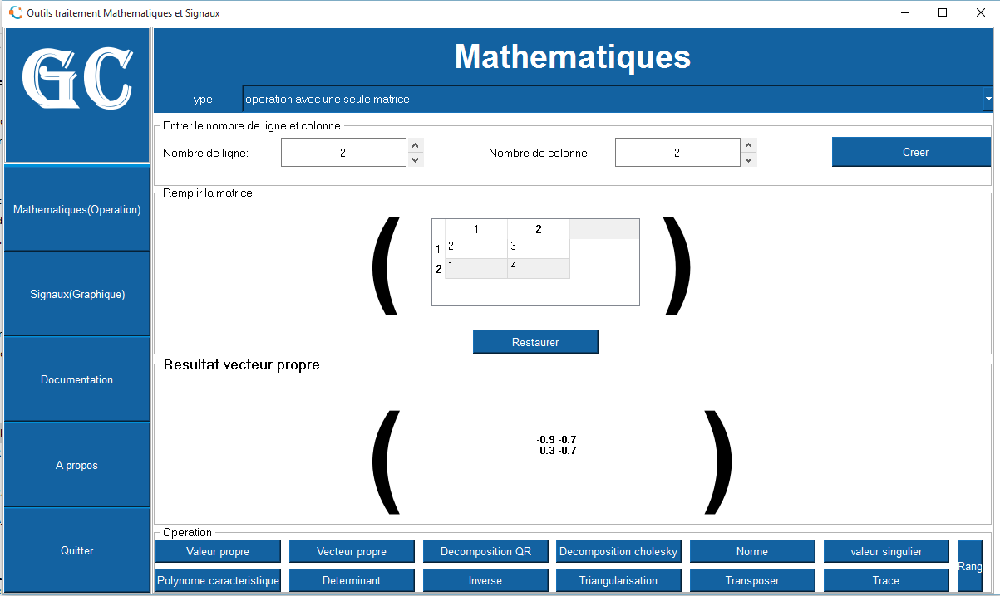 Outils traitement Mathematiques et Signaux
GC
Mathematiques
Type operation avec une seule matrice
Entrer le nombre de ligne et colonne
Nombre de ligne: 2 Nombre de colonne: 2 Creer
Mathematiques(Operation)
Signaux(Graphique)
Documentation
A propos
Quitter
Remplir la matrice
( )
1 2
1 2 3
2 1 4
Restaurer
Resultat vecteur propre
( )
-0.9 -0.7
0.3 -0.7
Operation
Valeur propre Vecteur propre Decomposition QR Decomposition cholesky Norme valeur singulier Rang
Polynome caracteristique Determinant Inverse Triangularisation Transposer Trace